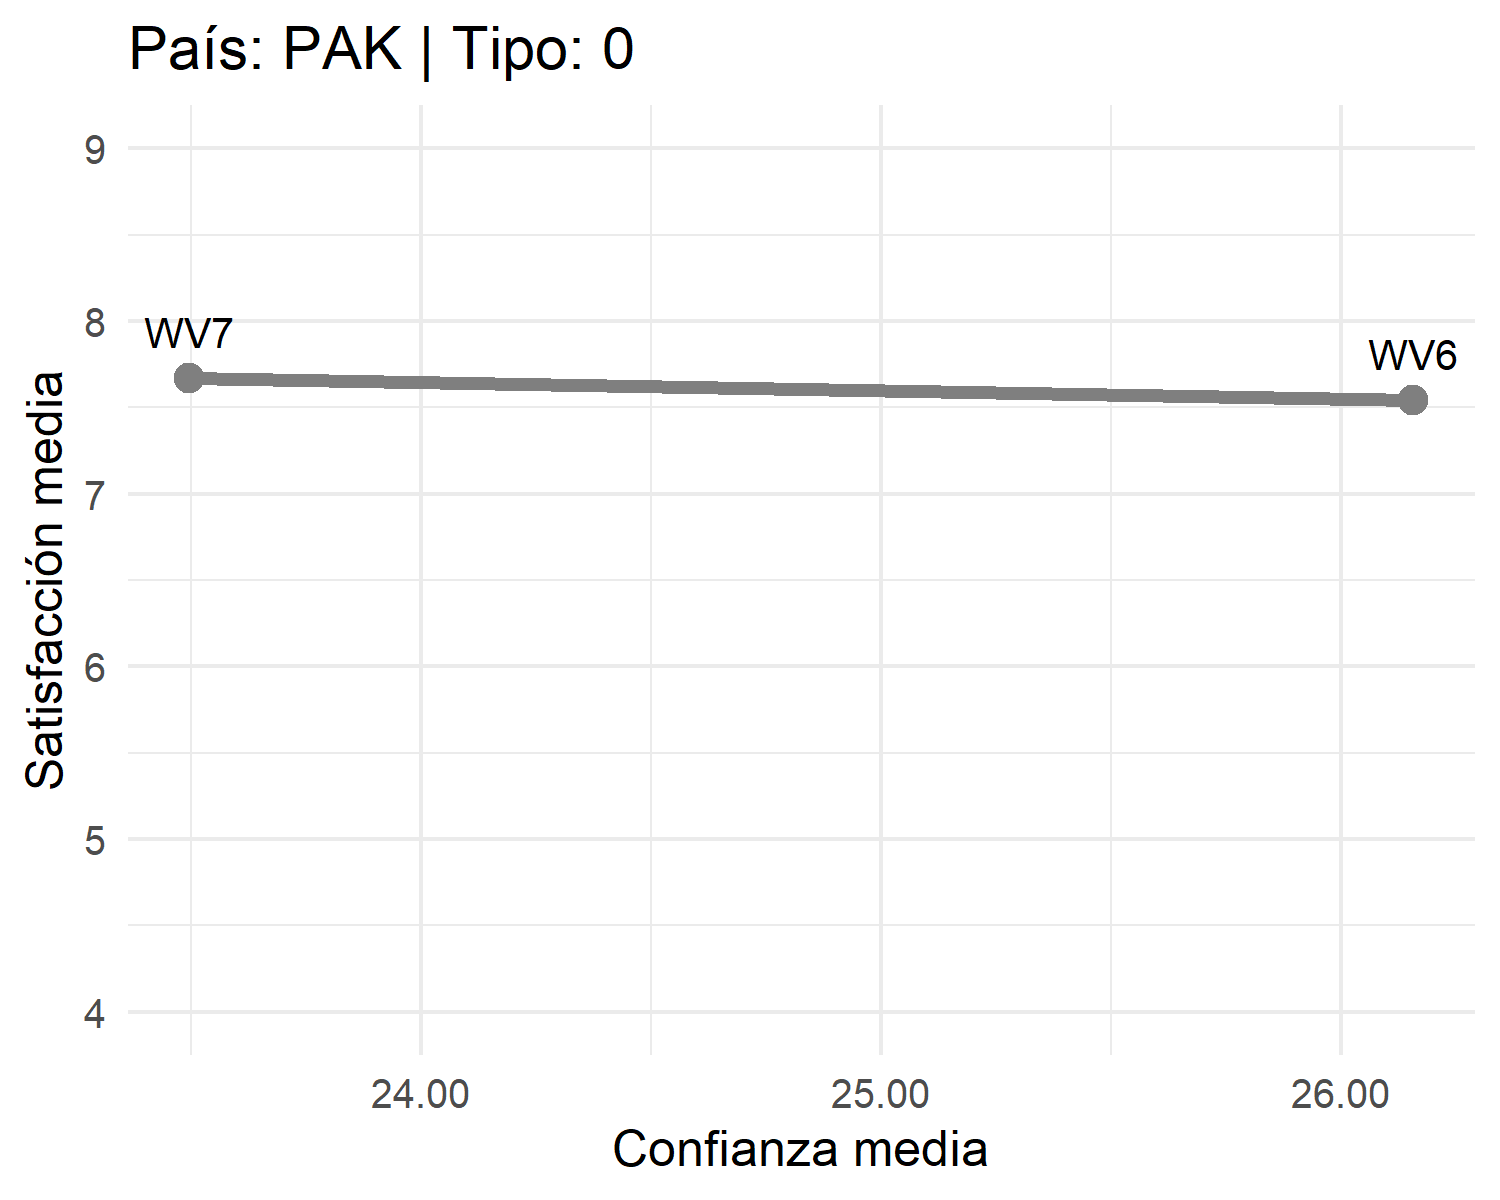 País: PAK | Tipo: 0
9
8
7
6
5
4
Satisfacción media
WV7
WV6
24.00
25.00
26.00
Confianza media